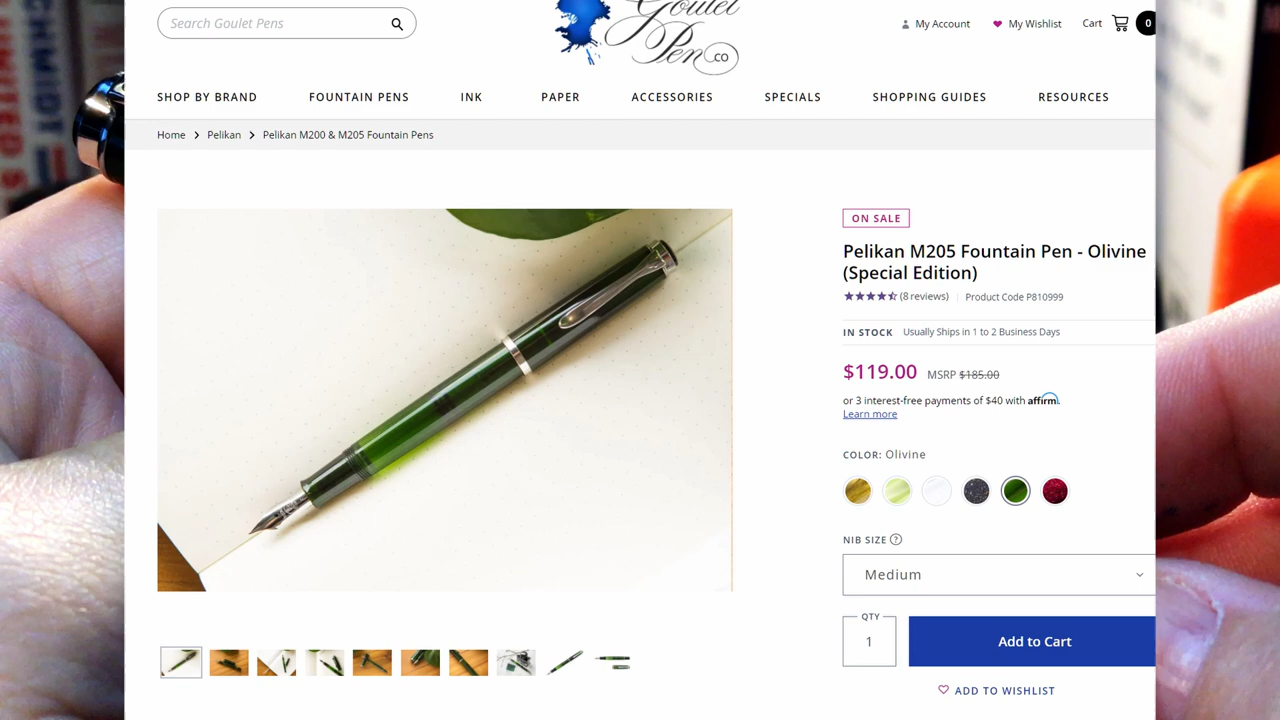 Search Goulet Pens
Goulet
Pen co
My Account
My Wishlist
Cart
0
SHOP BY BRAND
FOUNTAIN PENS
INK
PAPER
ACCESSORIES
SPECIALS
SHOPPING GUIDES
RESOURCES
Home > Pelikan > Pelikan M200 & M205 Fountain Pens
ON SALE
Pelikan M205 Fountain Pen - Olivine
(Special Edition)
(8 reviews) | Product Code P810999
IN STOCK Usually Ships in 1 to 2 Business Days
$119.00 MSRP $185.00
or 3 interest-free payments of $40 with affirm.
Learn more
COLOR: Olivine
NIB SIZE ?
Medium
QTY
1
Add to Cart
ADD TO WISHLIST